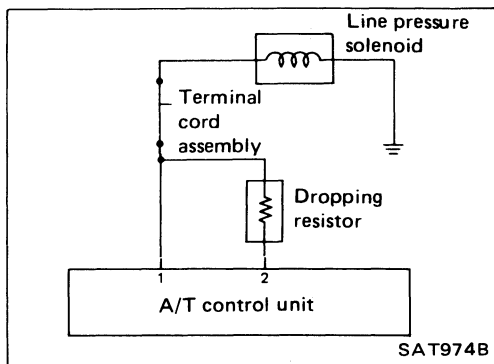 Line pressure
solenoid
Terminal
cord
assembly
Dropping
resistor
1 2
A/T control unit
SAT974B